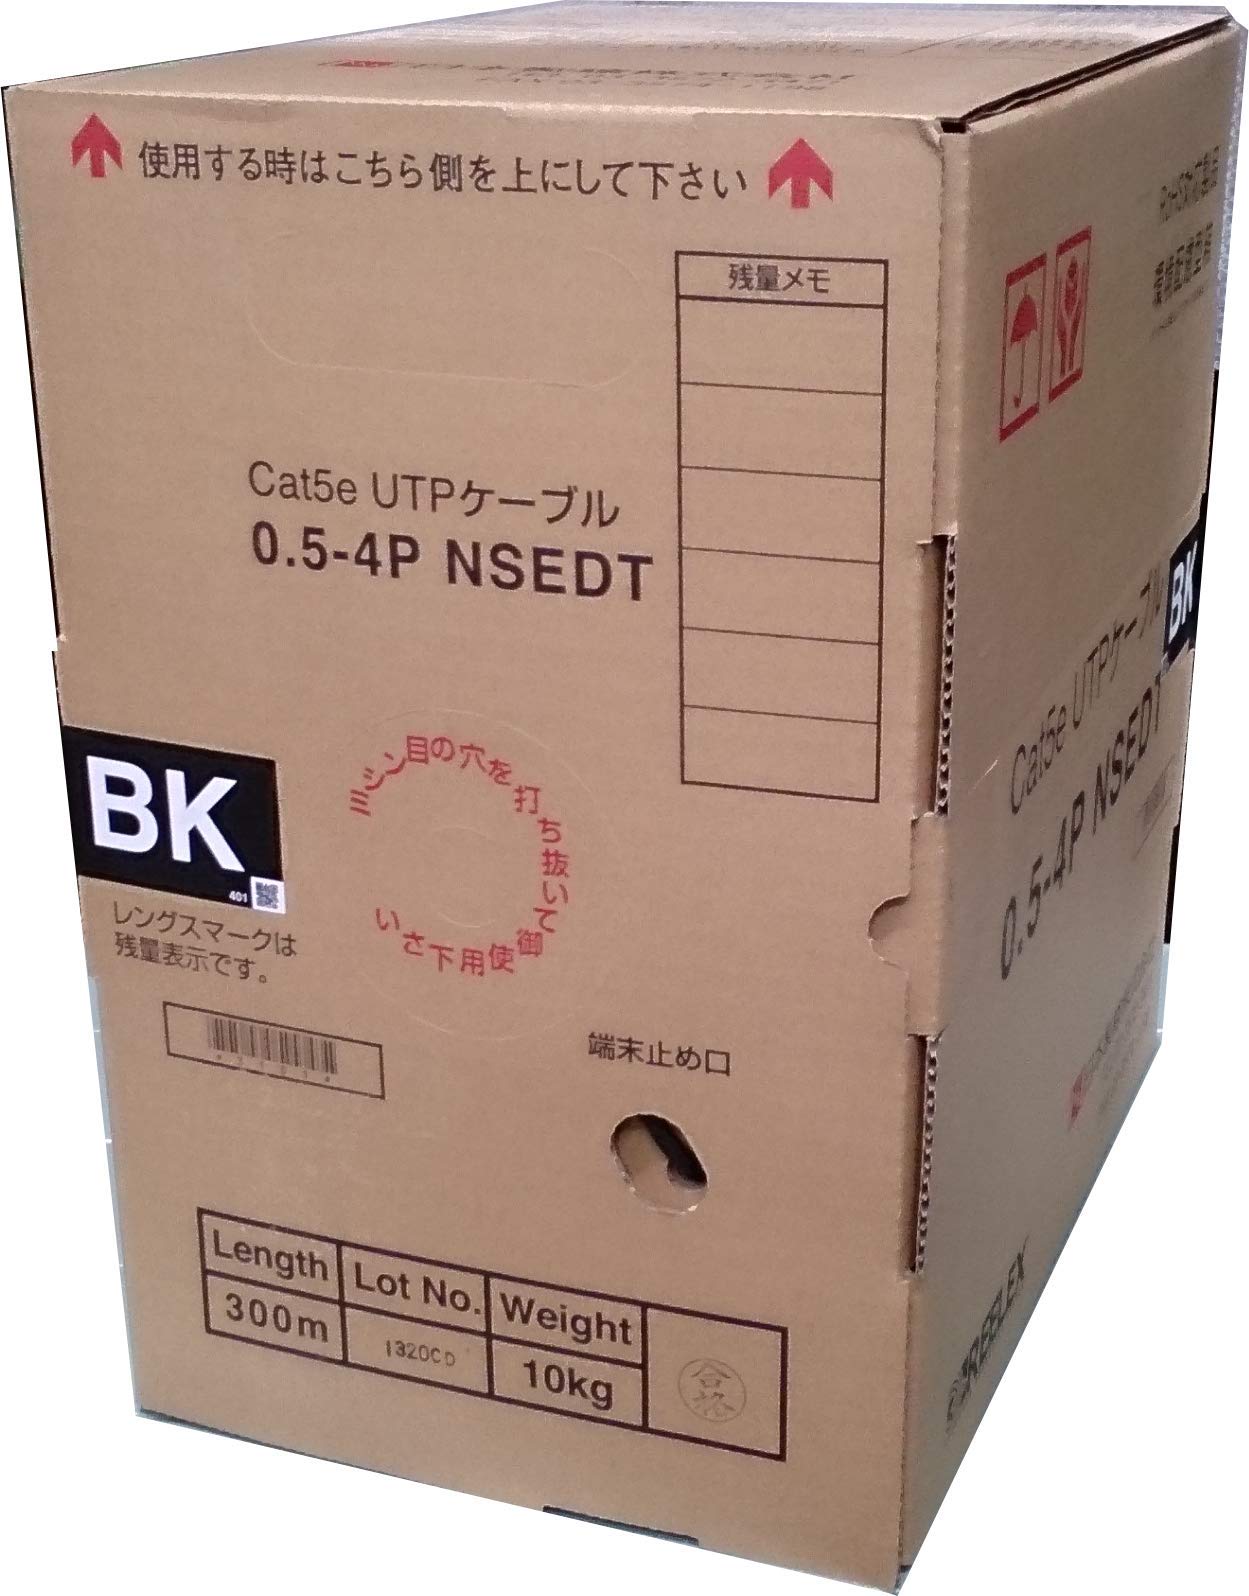 使用する時はこちら側を上にして下さい
残量メモ
Cat5e UTPケーブル
0.5-4P NSEDT
ミシン目の穴を打ち抜いて御使用下さい
BK
401
レングスマークは
残量表示です。
端末止め口
Length Lot No. Weight
300m 1320CD 10kg
合格
BK
Cat5e UTPケーブル
0.5-4P NSEDT
REELEX